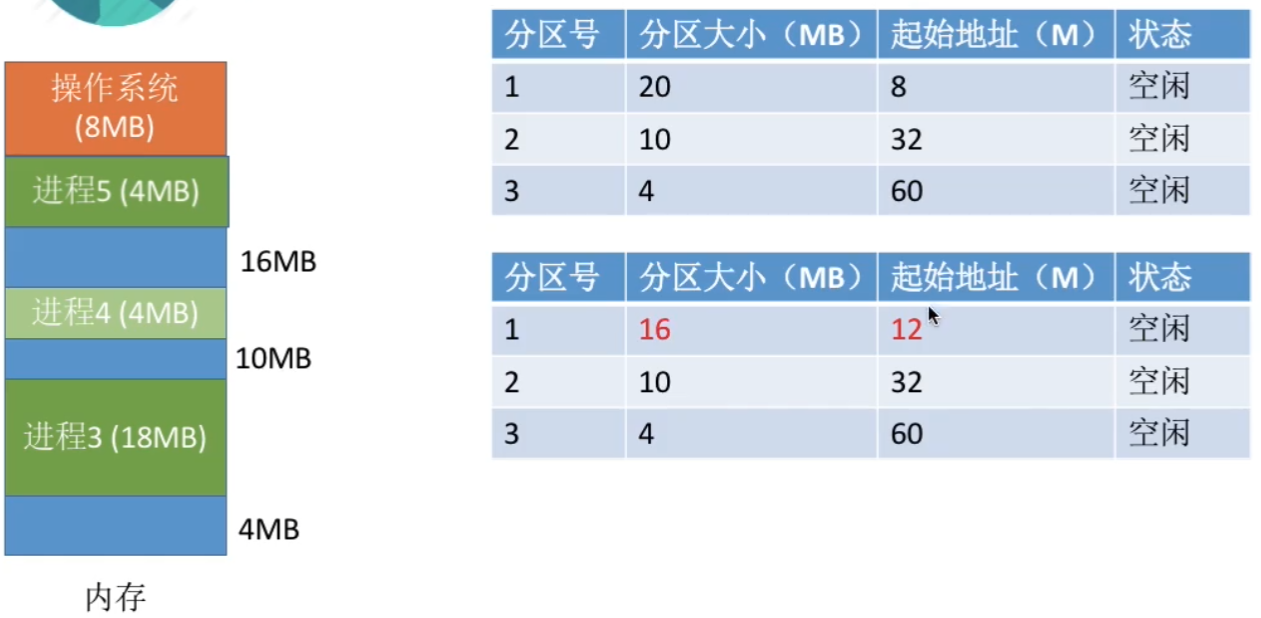 操作系统
(8MB)
进程5 (4MB)
16MB
进程4 (4MB)
10MB
进程3 (18MB)
4MB
内存
分区号 分区大小（MB） 起始地址（M） 状态
1 20 8 空闲
2 10 32 空闲
3 4 60 空闲
分区号 分区大小（MB） 起始地址（M） 状态
1 16 12 空闲
2 10 32 空闲
3 4 60 空闲